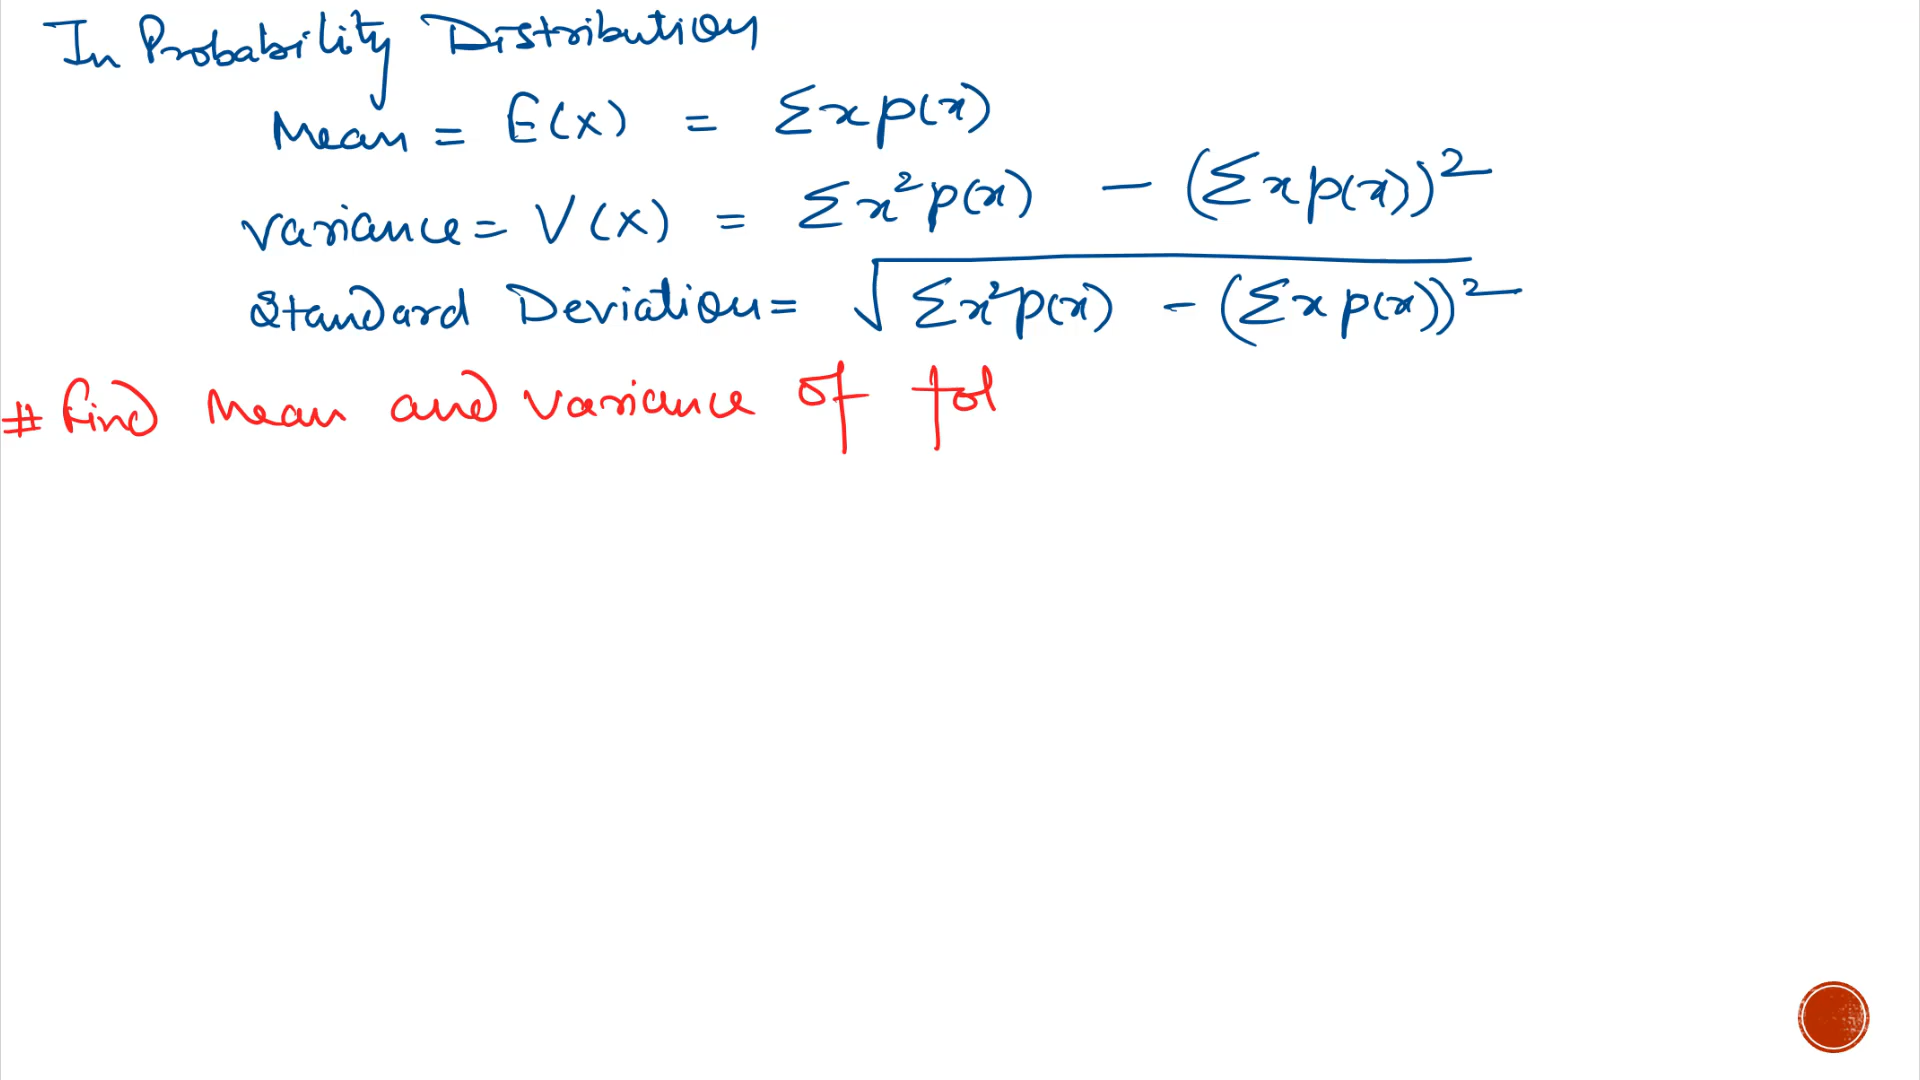 In Probability Distribution
Mean = E(x) = Σxp(x)
variance = V(x) = Σx²p(x) − (Σxp(x))²
Standard Deviation = √(Σx²p(x) − (Σxp(x))²)
# Find Mean and variance of fol